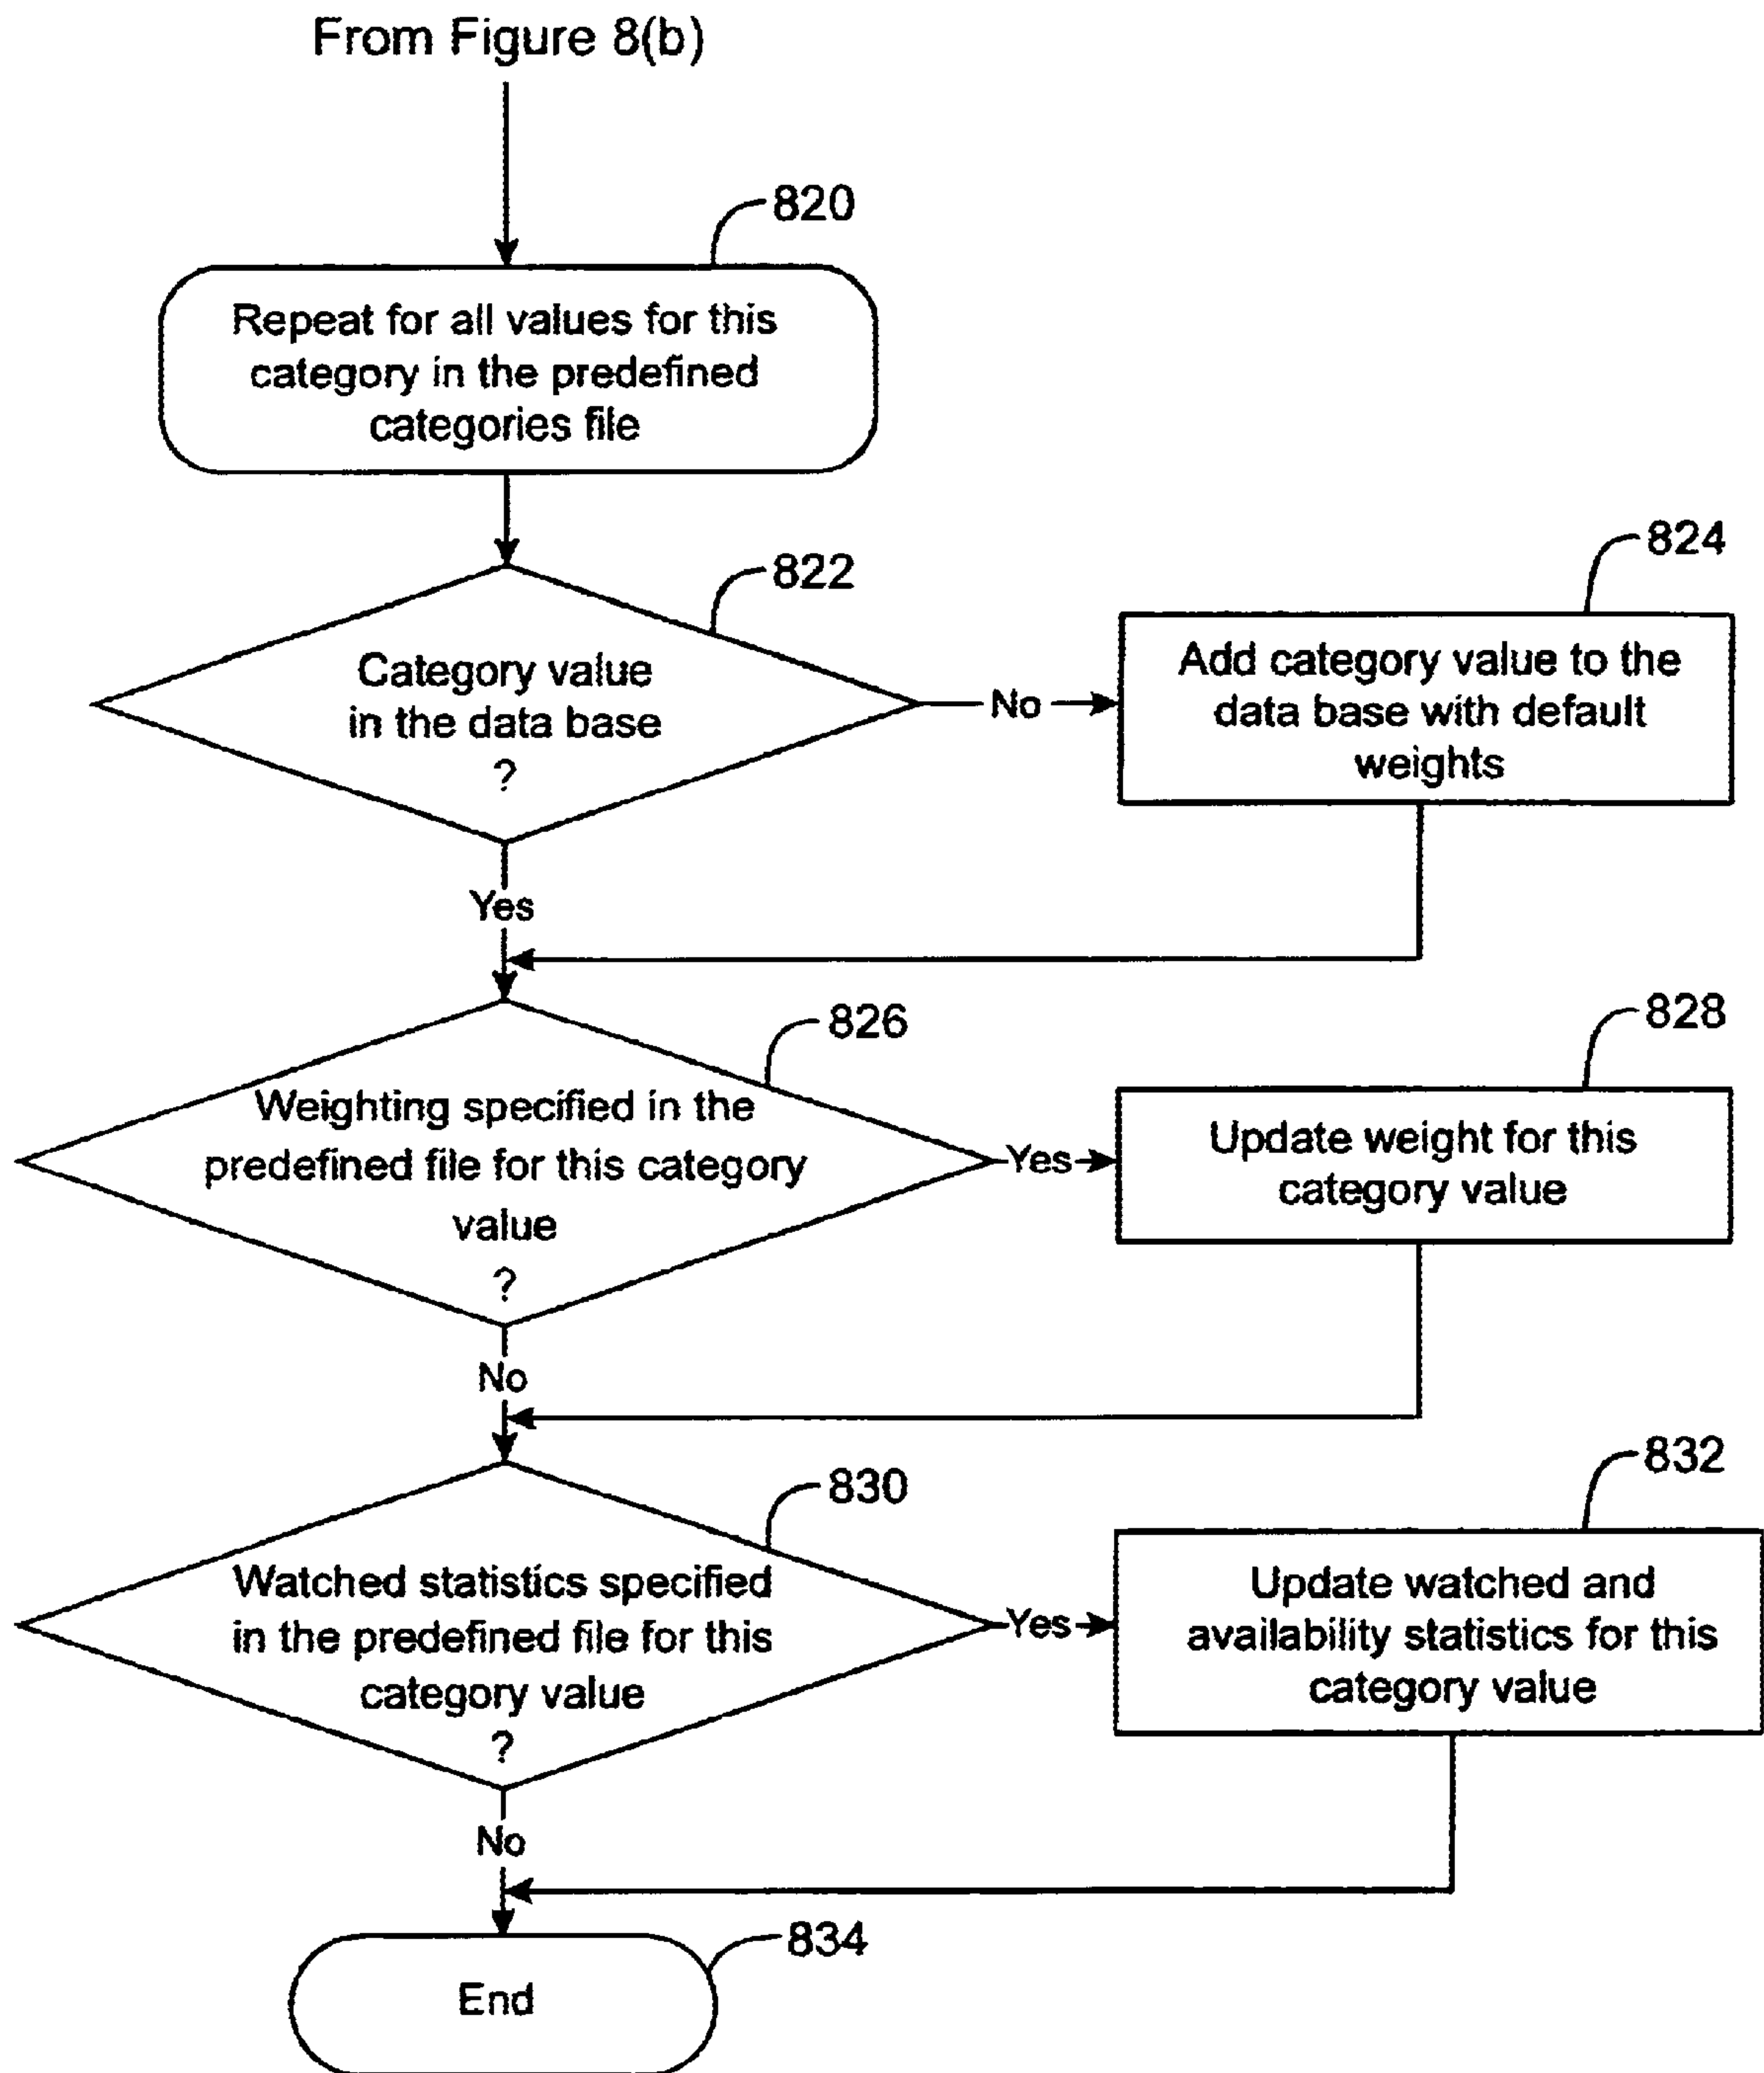 From Figure 8(b)
820
Repeat for all values for this
category in the predefined
categories file
822
Category value
in the data base
?
No
824
Add category value to the
data base with default
weights
Yes
826
Weighting specified in the
predefined file for this category
value
?
Yes
828
Update weight for this
category value
No
830
Watched statistics specified
in the predefined file for this
category value
?
Yes
832
Update watched and
availability statistics for this
category value
No
834
End